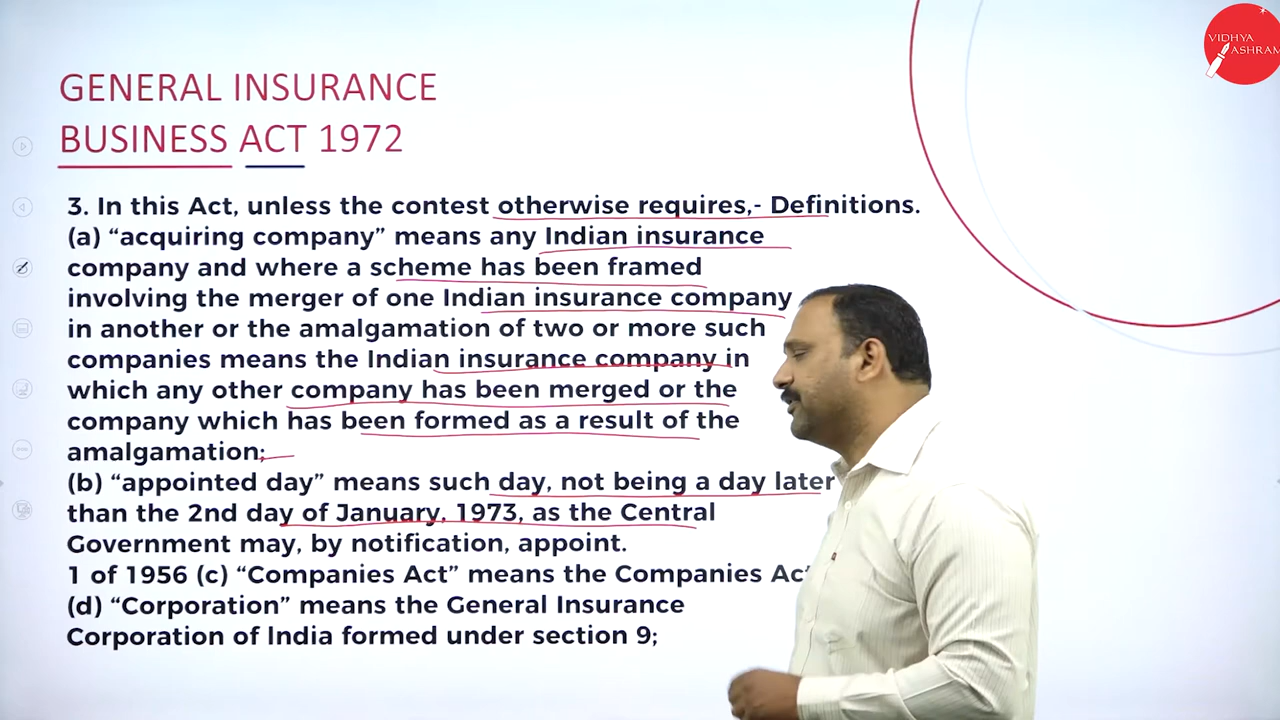 VIDHYA
ASHRAM
GENERAL INSURANCE
BUSINESS ACT 1972
3. In this Act, unless the contest otherwise requires,- Definitions.
(a) “acquiring company” means any Indian insurance
company and where a scheme has been framed
involving the merger of one Indian insurance company
in another or the amalgamation of two or more such
companies means the Indian insurance company in
which any other company has been merged or the
company which has been formed as a result of the
amalgamation;
(b) “appointed day” means such day, not being a day later
than the 2nd day of January, 1973, as the Central
Government may, by notification, appoint.
1 of 1956 (c) “Companies Act” means the Companies Act
(d) “Corporation” means the General Insurance
Corporation of India formed under section 9;